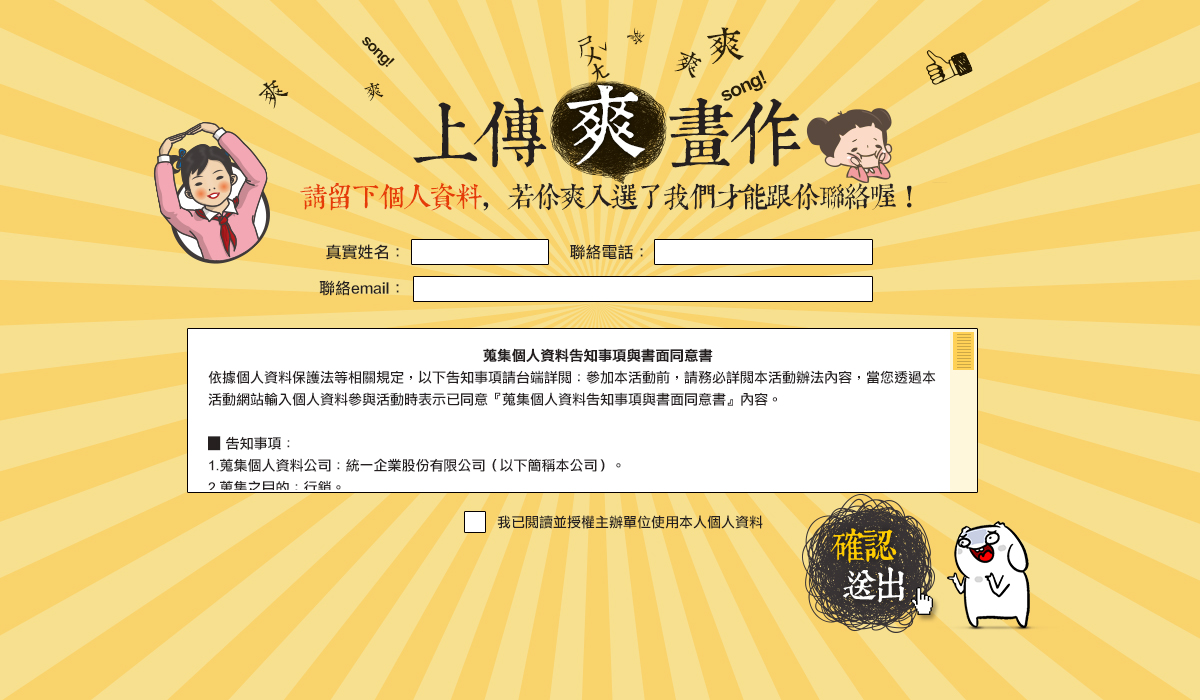 song!
爽
爽
ㄕㄨㄤ
爽
爽
爽
song!
上傳爽畫作
請留下個人資料，若你爽入選了我們才能跟你聯絡喔！
真實姓名：
聯絡電話：
聯絡email：
蒐集個人資料告知事項與書面同意書
依據個人資料保護法等相關規定，以下告知事項請台端詳閱：參加本活動前，請務必詳閱本活動辦法內容，當您透過本
活動網站輸入個人資料參與活動時表示已同意『蒐集個人資料告知事項與書面同意書』內容。
■ 告知事項：
1.蒐集個人資料公司：統一企業股份有限公司（以下簡稱本公司）。
2.蒐集之目的：行銷。
我已閱讀並授權主辦單位使用本人個人資料
確認
送出